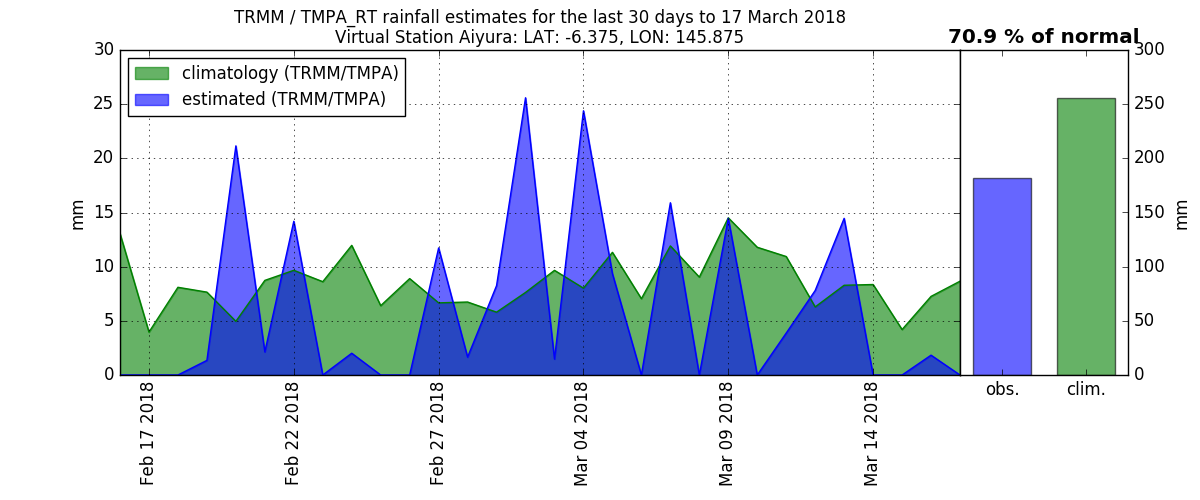 TRMM / TMPA_RT rainfall estimates for the last 30 days to 17 March 2018
Virtual Station Aiyura: LAT: -6.375, LON: 145.875
70.9 % of normal
climatology (TRMM/TMPA)
estimated (TRMM/TMPA)
mm
30
25
20
15
10
5
0
Feb 17 2018
Feb 22 2018
Feb 27 2018
Mar 04 2018
Mar 09 2018
Mar 14 2018
300
250
200
150
100
50
0
mm
obs.
clim.